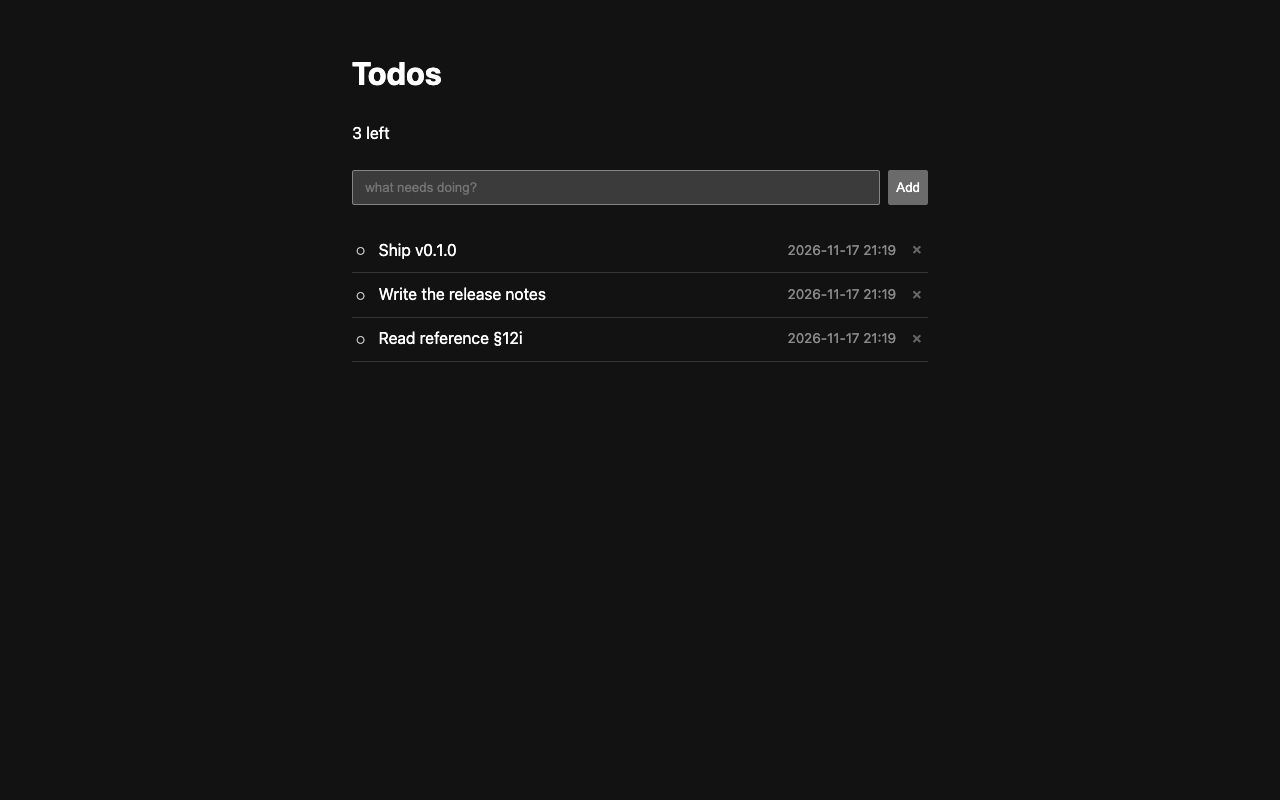 Todos
3 left
what needs doing? Add
○ Ship v0.1.0 2026-11-17 21:19 ×
○ Write the release notes 2026-11-17 21:19 ×
○ Read reference §12i 2026-11-17 21:19 ×